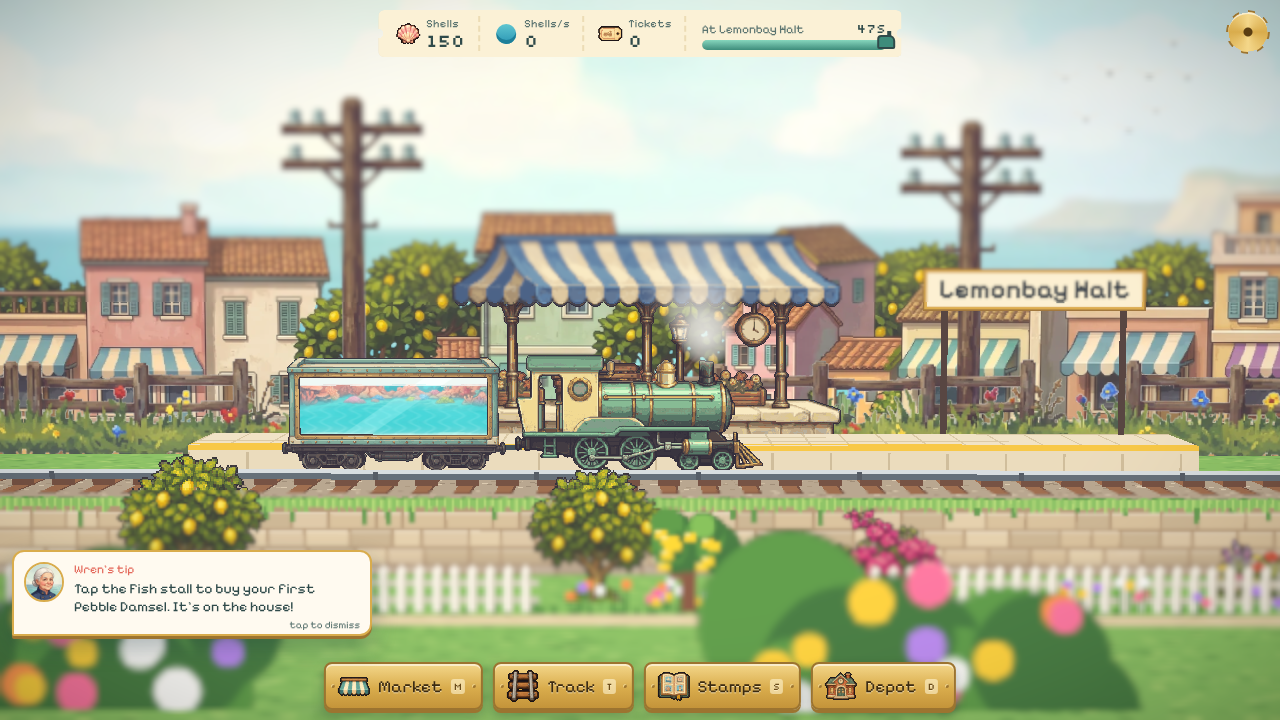 Shells
150
Shells/s
0
Tickets
0
At Lemonbay Halt 47s
Lemonbay Halt
Wren's tip
Tap the Fish stall to buy your first
Pebble Damsel. It's on the house!
tap to dismiss
Market M
Track T
Stamps S
Depot D